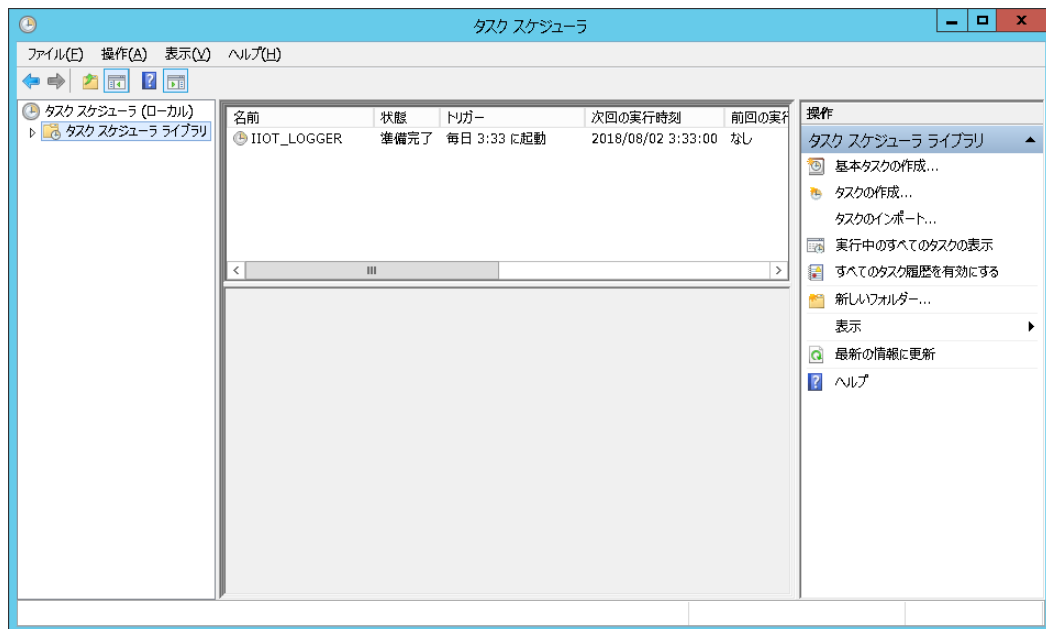 タスク スケジューラ
ファイル(F) 操作(A) 表示(V) ヘルプ(H)
タスク スケジューラ (ローカル)
タスク スケジューラ ライブラリ
名前 状態 トリガー 次回の実行時刻 前回の実行
IIOT_LOGGER 準備完了 毎日 3:33 に起動 2018/08/02 3:33:00 なし
操作
タスク スケジューラ ライブラリ
基本タスクの作成...
タスクの作成...
タスクのインポート...
実行中のすべてのタスクの表示
すべてのタスク履歴を有効にする
新しいフォルダー...
表示
最新の情報に更新
ヘルプ